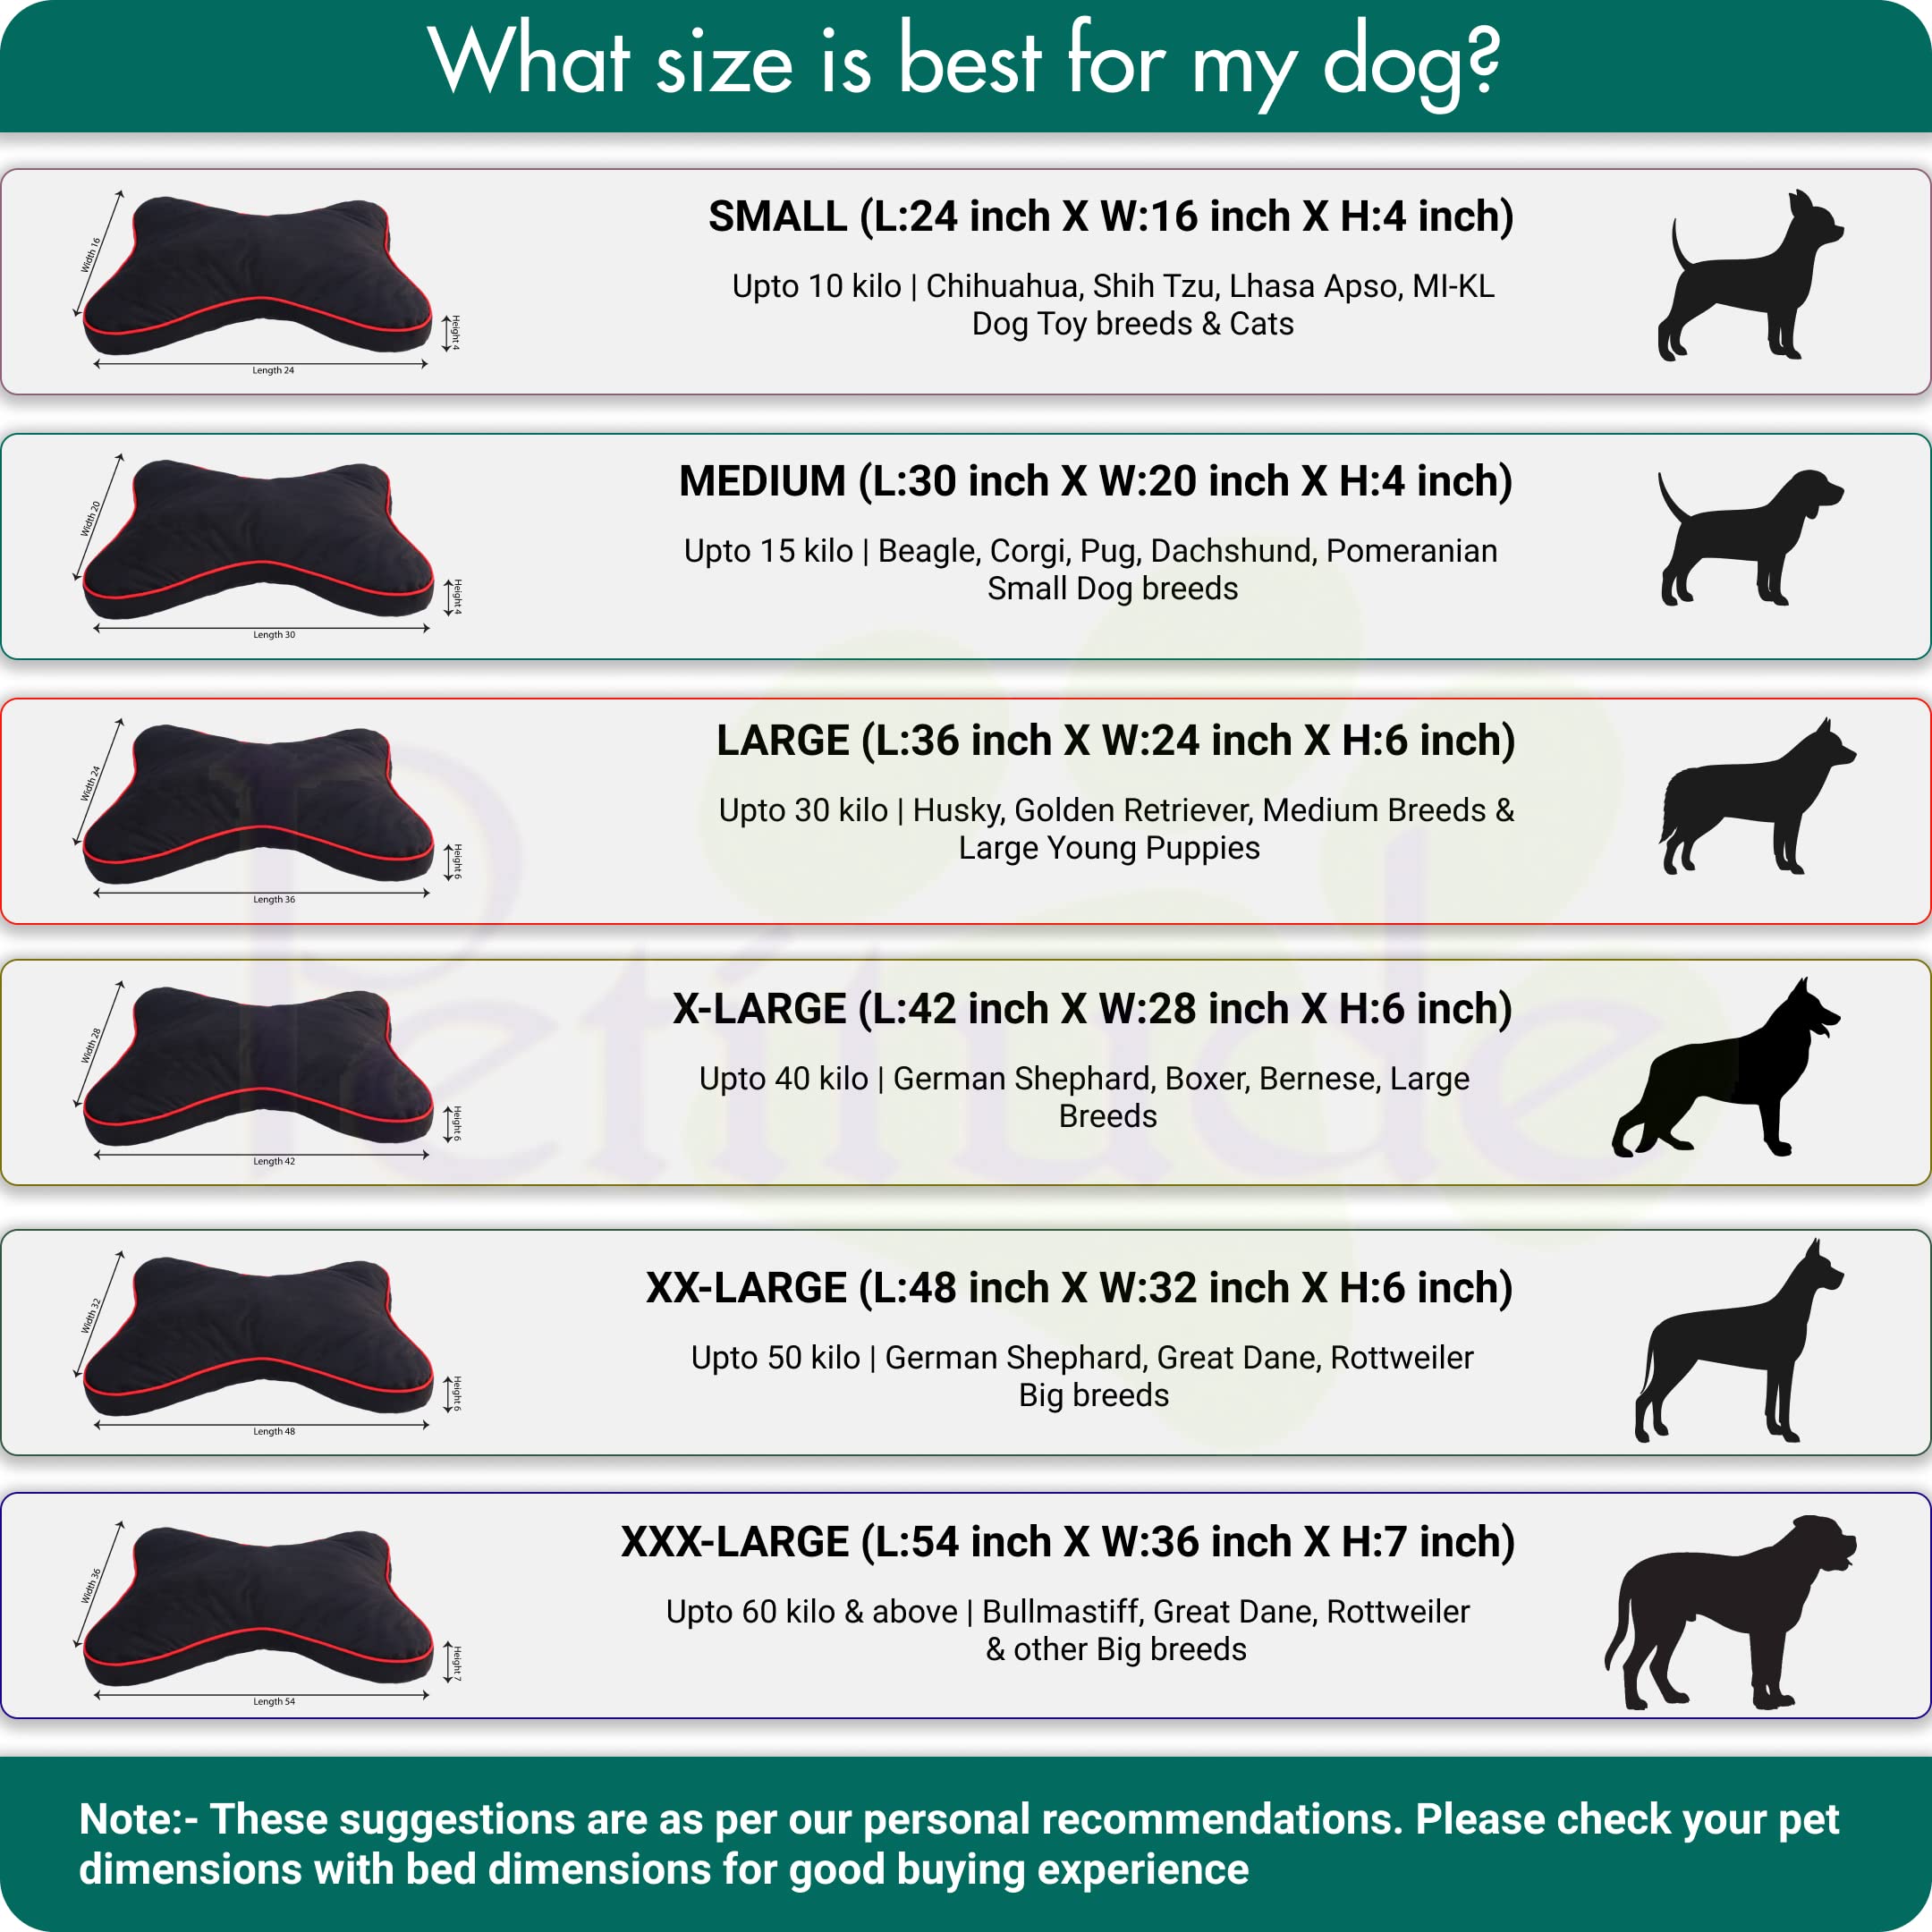 What size is best for my dog?
SMALL (L:24 inch X W:16 inch X H:4 inch)
Upto 10 kilo | Chihuahua, Shih Tzu, Lhasa Apso, MI-KL
Dog Toy breeds & Cats
Width 16
Height 4
Length 24
MEDIUM (L:30 inch X W:20 inch X H:4 inch)
Upto 15 kilo | Beagle, Corgi, Pug, Dachshund, Pomeranian
Small Dog breeds
Width 20
Height 4
Length 30
LARGE (L:36 inch X W:24 inch X H:6 inch)
Upto 30 kilo | Husky, Golden Retriever, Medium Breeds &
Large Young Puppies
Width 24
Height 6
Length 36
Petitude
X-LARGE (L:42 inch X W:28 inch X H:6 inch)
Upto 40 kilo | German Shephard, Boxer, Bernese, Large
Breeds
Width 28
Height 6
Length 42
XX-LARGE (L:48 inch X W:32 inch X H:6 inch)
Upto 50 kilo | German Shephard, Great Dane, Rottweiler
Big breeds
Width 32
Height 6
Length 48
XXX-LARGE (L:54 inch X W:36 inch X H:7 inch)
Upto 60 kilo & above | Bullmastiff, Great Dane, Rottweiler
& other Big breeds
Width 36
Height 7
Length 54
Note:- These suggestions are as per our personal recommendations. Please check your pet
dimensions with bed dimensions for good buying experience